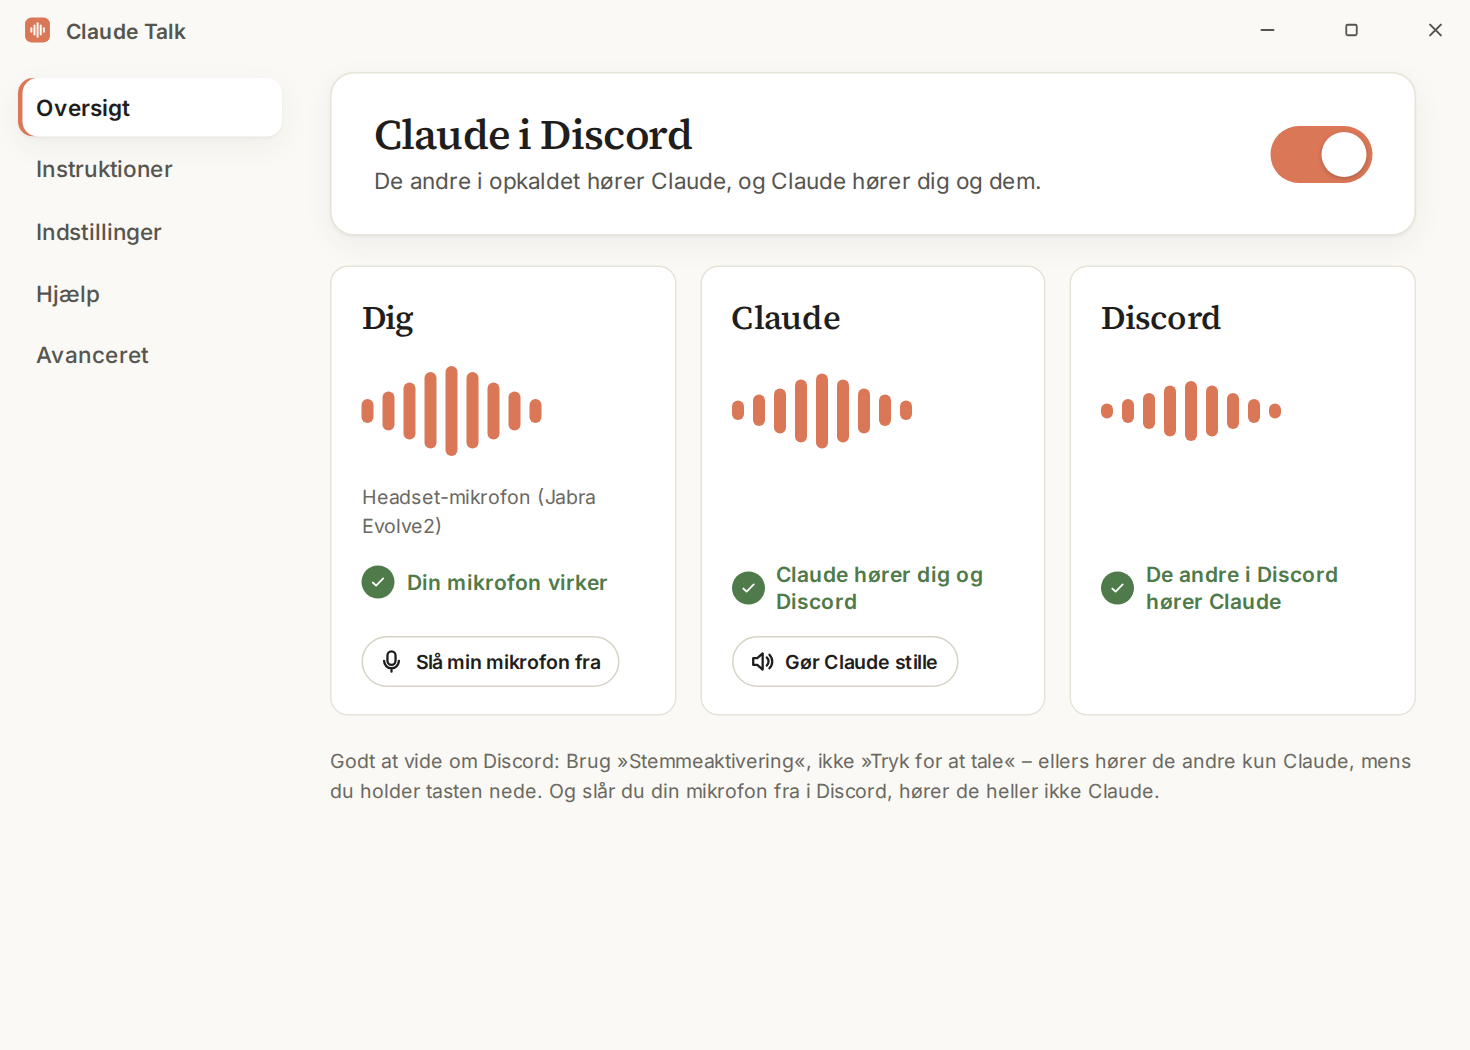 Claude Talk
Oversigt
Instruktioner
Indstillinger
Hjælp
Avanceret
Claude i Discord
De andre i opkaldet hører Claude, og Claude hører dig og dem.
Dig
Headset-mikrofon (Jabra
Evolve2)
Din mikrofon virker
Slå min mikrofon fra
Claude
Claude hører dig og
Discord
Gør Claude stille
Discord
De andre i Discord
hører Claude
Godt at vide om Discord: Brug »Stemmeaktivering«, ikke »Tryk for at tale« – ellers hører de andre kun Claude, mens
du holder tasten nede. Og slår du din mikrofon fra i Discord, hører de heller ikke Claude.